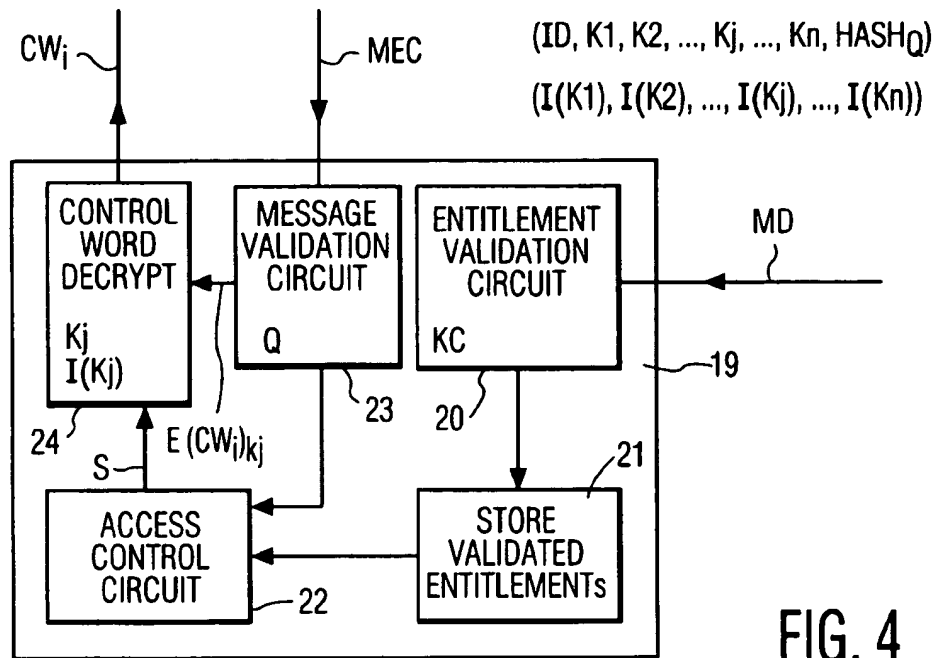 CWi
MEC
(ID, K1, K2, ..., Kj, ..., Kn, HASHQ)
(I(K1), I(K2), ..., I(Kj), ..., I(Kn))
CONTROL
WORD
DECRYPT
Kj
I(Kj)
24
MESSAGE
VALIDATION
CIRCUIT
Q
23
ENTITLEMENT
VALIDATION
CIRCUIT
KC
20
MD
19
E (CWi)kj
S
21
ACCESS
CONTROL
CIRCUIT
22
STORE
VALIDATED
ENTITLEMENTs
FIG. 4